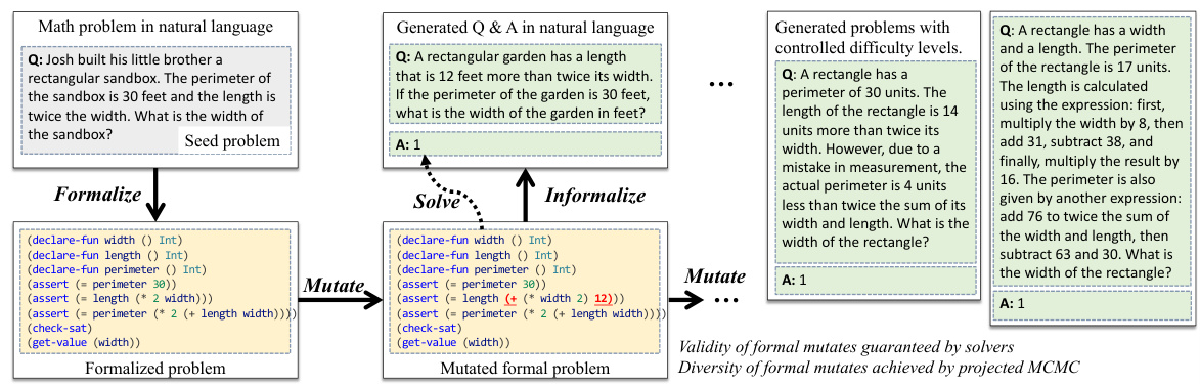 Math problem in natural language
Q: Josh built his little brother a
rectangular sandbox. The perimeter of
the sandbox is 30 feet and the length is
twice the width. What is the width of
the sandbox?
Seed problem
Formalize
(declare-fun width () Int)
(declare-fun length () Int)
(declare-fun perimeter () Int)
(assert (= perimeter 30))
(assert (= length (* 2 width)))
(assert (= perimeter (* 2 (+ length width))))
(check-sat)
(get-value (width))
Formalized problem
Mutate
Generated Q & A in natural language
Q: A rectangular garden has a length
that is 12 feet more than twice its width.
If the perimeter of the garden is 30 feet,
what is the width of the garden in feet?
A: 1
Solve
Informalize
(declare-fun width () Int)
(declare-fun length () Int)
(declare-fun perimeter () Int)
(assert (= perimeter 30))
(assert (= length (+ (* width 2) 12)))
(assert (= perimeter (* 2 (+ length width))))
(check-sat)
(get-value (width))
Mutated formal problem
...
Mutate
...
Generated problems with
controlled difficulty levels.
Q: A rectangle has a
perimeter of 30 units. The
length of the rectangle is 14
units more than twice its
width. However, due to a
mistake in measurement, the
actual perimeter is 4 units
less than twice the sum of its
width and length. What is the
width of the rectangle?
A: 1
Q: A rectangle has a width
and a length. The perimeter
of the rectangle is 17 units.
The length is calculated
using the expression: first,
multiply the width by 8, then
add 31, subtract 38, and
finally, multiply the result by
16. The perimeter is also
given by another expression:
add 76 to twice the sum of
the width and length, then
subtract 63 and 30. What is
the width of the rectangle?
A: 1
Validity of formal mutates guaranteed by solvers
Diversity of formal mutates achieved by projected MCMC